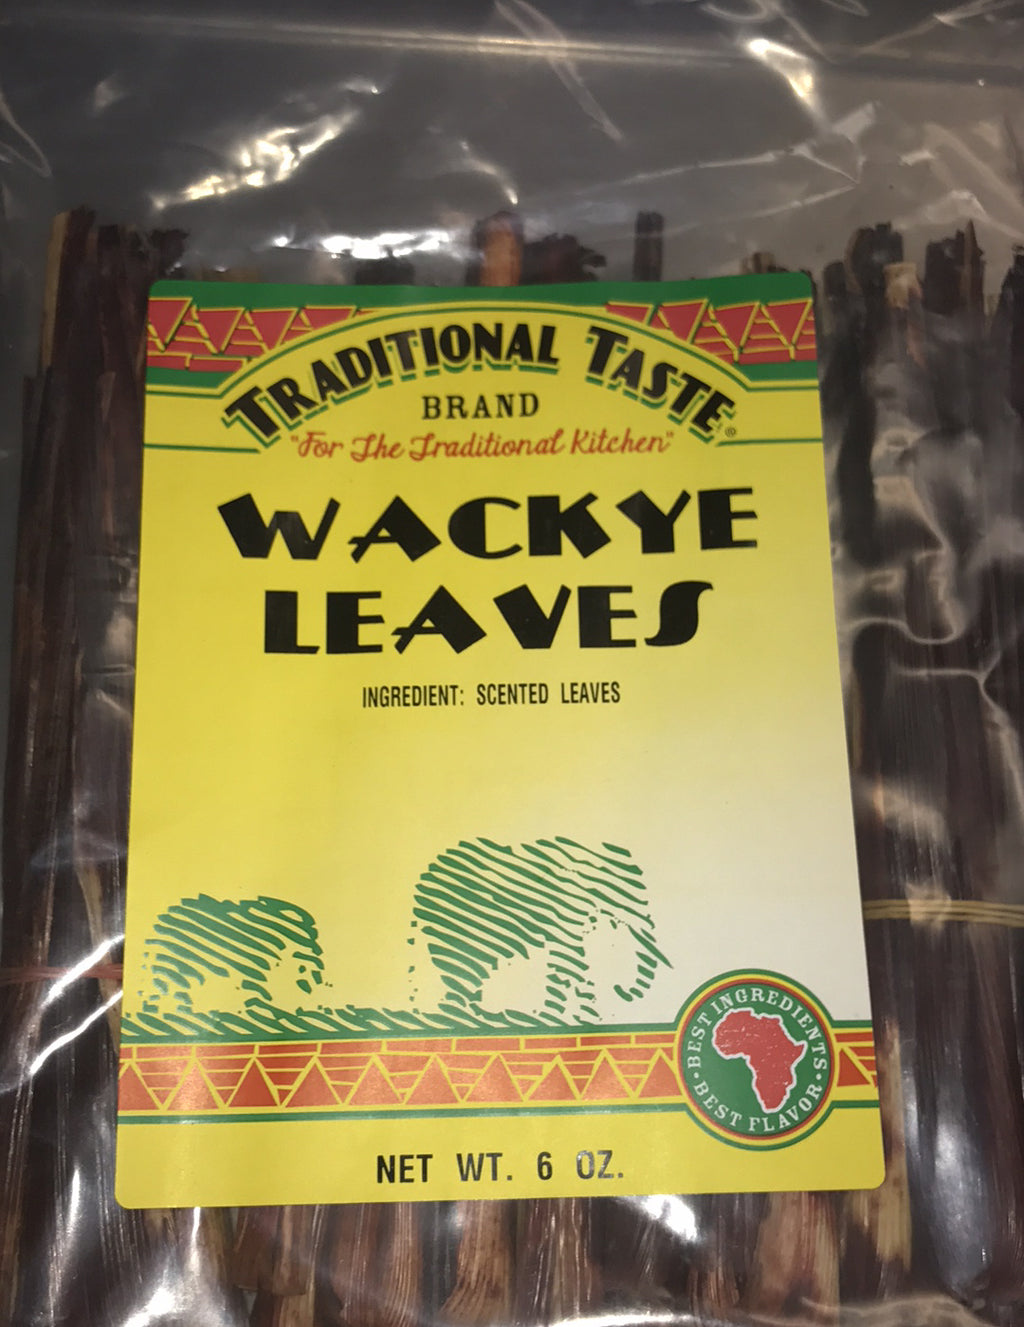 TRADITIONAL TASTE®
BRAND
"For The Traditional Kitchen"
WACKYE
LEAVES
INGREDIENT: SCENTED LEAVES
· BEST INGREDIENTS ·
BEST FLAVOR
NET WT. 6 OZ.